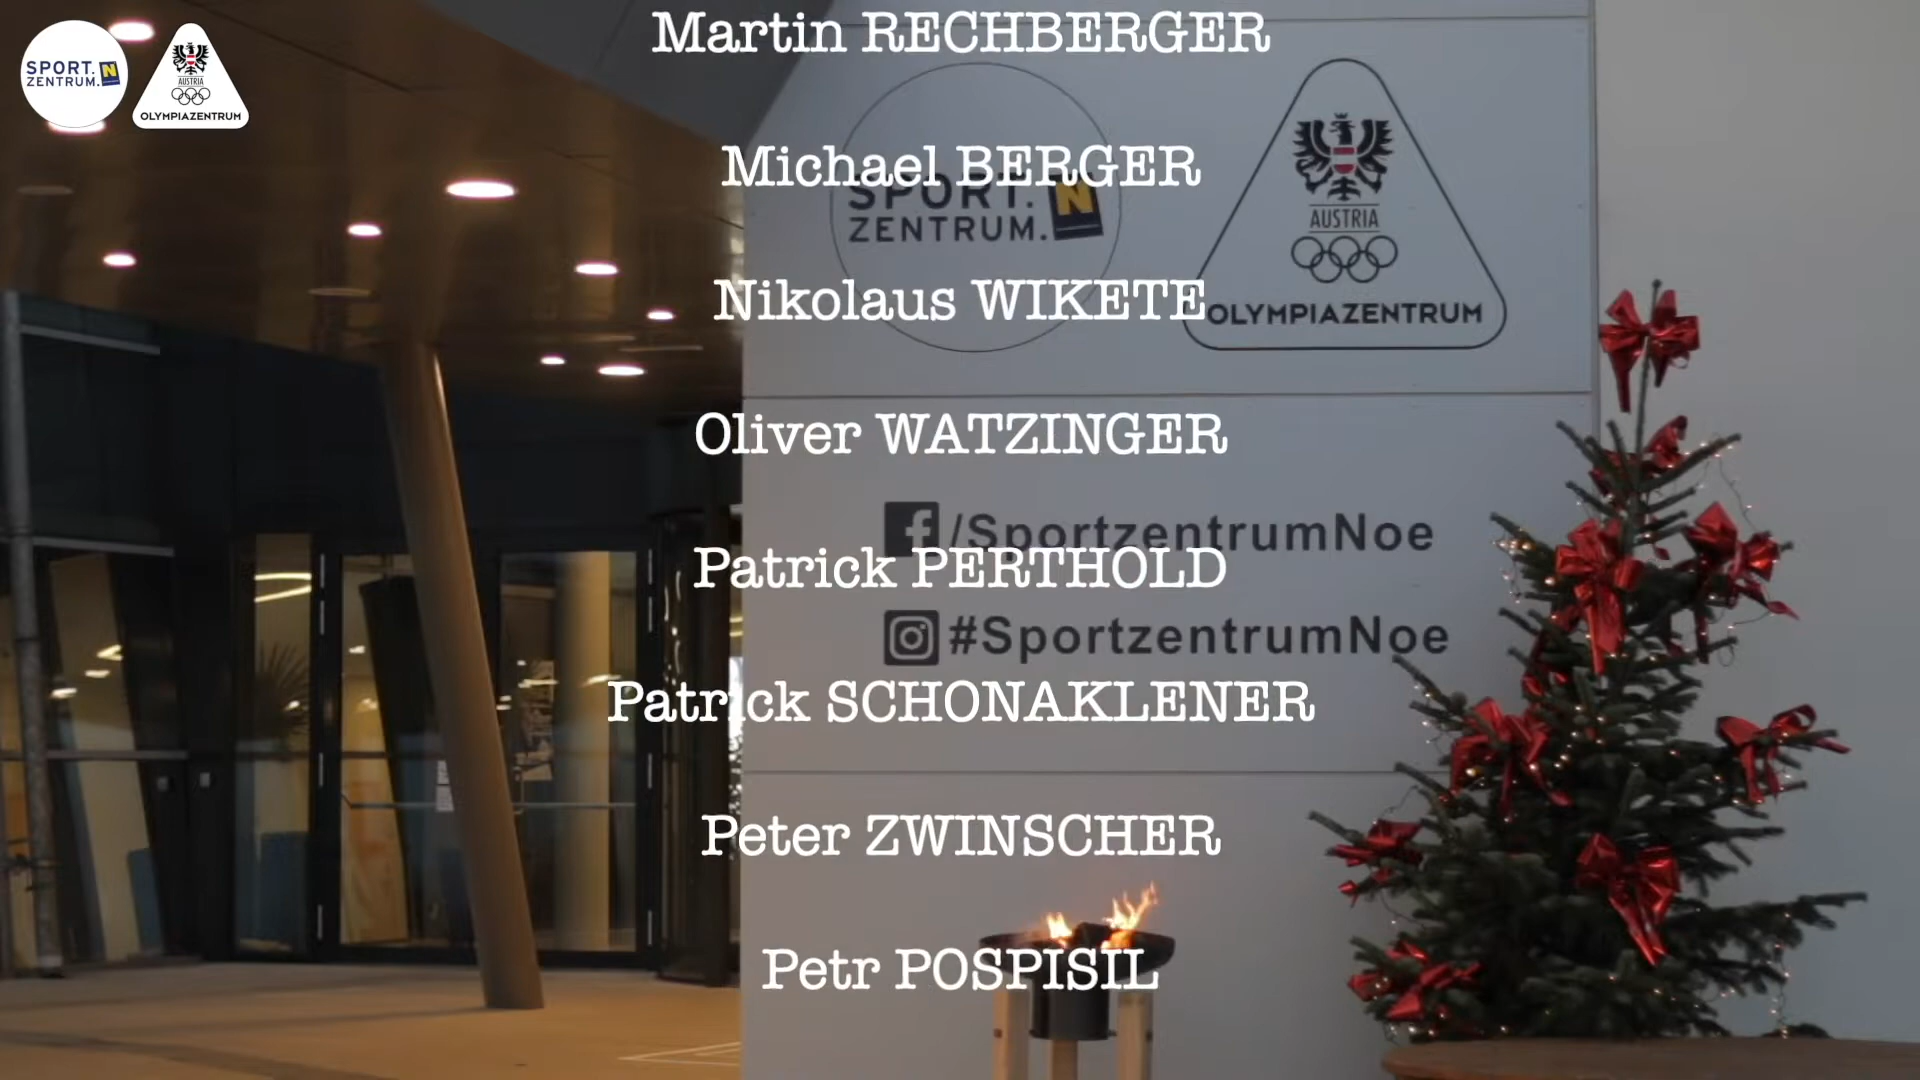 SPORT.N
ZENTRUM.
AUSTRIA
OLYMPIAZENTRUM
Martin RECHBERGER
Michael BERGER
SPORT.N
ZENTRUM.
AUSTRIA
Nikolaus WIKETE
OLYMPIAZENTRUM
Oliver WATZINGER
/SportzentrumNoe
Patrick PERTHOLD
#SportzentrumNoe
Patrick SCHONAKLENER
Peter ZWINSCHER
Petr POSPISIL